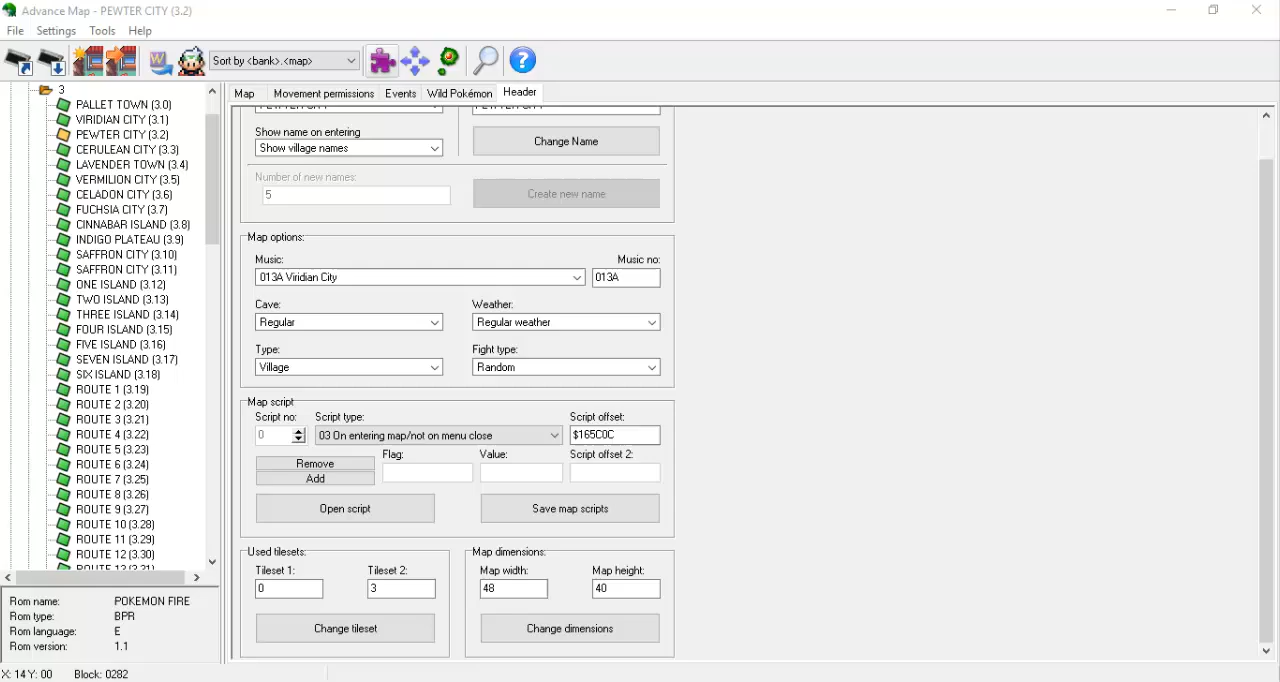 Advance Map - PEWTER CITY (3.2)
File Settings Tools Help
Sort by <bank>.<map>
3
PALLET TOWN (3.0)
VIRIDIAN CITY (3.1)
PEWTER CITY (3.2)
CERULEAN CITY (3.3)
LAVENDER TOWN (3.4)
VERMILION CITY (3.5)
CELADON CITY (3.6)
FUCHSIA CITY (3.7)
CINNABAR ISLAND (3.8)
INDIGO PLATEAU (3.9)
SAFFRON CITY (3.10)
SAFFRON CITY (3.11)
ONE ISLAND (3.12)
TWO ISLAND (3.13)
THREE ISLAND (3.14)
FOUR ISLAND (3.15)
FIVE ISLAND (3.16)
SEVEN ISLAND (3.17)
SIX ISLAND (3.18)
ROUTE 1 (3.19)
ROUTE 2 (3.20)
ROUTE 3 (3.21)
ROUTE 4 (3.22)
ROUTE 5 (3.23)
ROUTE 6 (3.24)
ROUTE 7 (3.25)
ROUTE 8 (3.26)
ROUTE 9 (3.27)
ROUTE 10 (3.28)
ROUTE 11 (3.29)
ROUTE 12 (3.30)
Rom name: POKEMON FIRE
Rom type: BPR
Rom language: E
Rom version: 1.1
X: 14 Y: 00 Block: 0282
Map Movement permissions Events Wild Pokémon Header
Show name on entering
Show village names
Change Name
Number of new names:
5
Create new name
Map options:
Music: Music no:
013A Viridian City 013A
Cave: Weather:
Regular Regular weather
Type: Fight type:
Village Random
Map script
Script no: Script type: Script offset:
0 03 On entering map/not on menu close $165C0C
Flag: Value: Script offset 2:
Remove
Add
Open script Save map scripts
Used tilesets:
Tileset 1: Tileset 2:
0 3
Change tileset
Map dimensions:
Map width: Map height:
48 40
Change dimensions